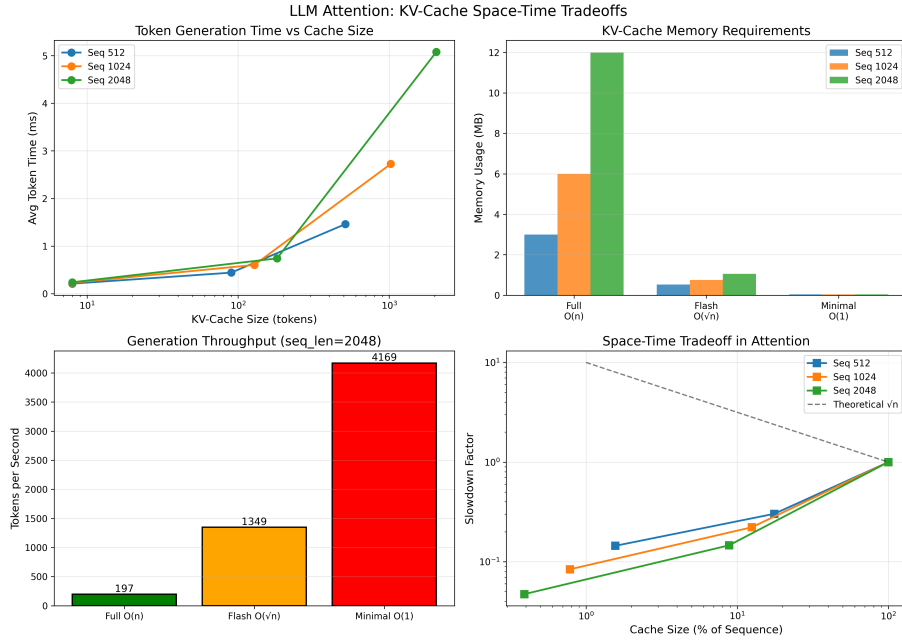 LLM Attention: KV-Cache Space-Time Tradeoffs
Token Generation Time vs Cache Size
Seq 512
Seq 1024
Seq 2048
Avg Token Time (ms)
5
4
3
2
1
0
10¹
10²
10³
KV-Cache Size (tokens)
KV-Cache Memory Requirements
Seq 512
Seq 1024
Seq 2048
Memory Usage (MB)
12
10
8
6
4
2
0
Full
O(n)
Flash
O(√n)
Minimal
O(1)
Generation Throughput (seq_len=2048)
Tokens per Second
4000
3500
3000
2500
2000
1500
1000
500
0
197
1349
4169
Full O(n)
Flash O(√n)
Minimal O(1)
Space-Time Tradeoff in Attention
Seq 512
Seq 1024
Seq 2048
Theoretical √n
Slowdown Factor
10¹
10⁰
10⁻¹
10⁰
10¹
10²
Cache Size (% of Sequence)